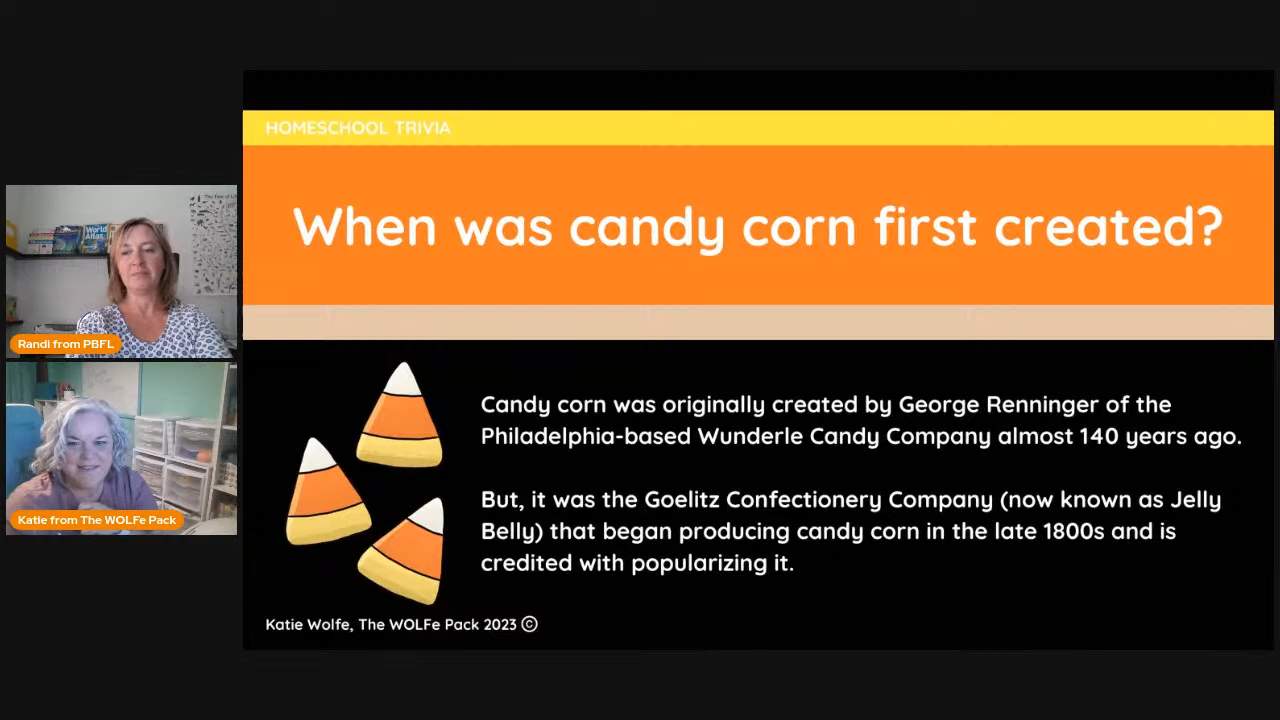 HOMESCHOOL TRIVIA
When was candy corn first created?
World
Atlas
Randi from PBFL
Katie from The WOLFe Pack
Candy corn was originally created by George Renninger of the
Philadelphia-based Wunderle Candy Company almost 140 years ago.
But, it was the Goelitz Confectionery Company (now known as Jelly
Belly) that began producing candy corn in the late 1800s and is
credited with popularizing it.
Katie Wolfe, The WOLFe Pack 2023 ©